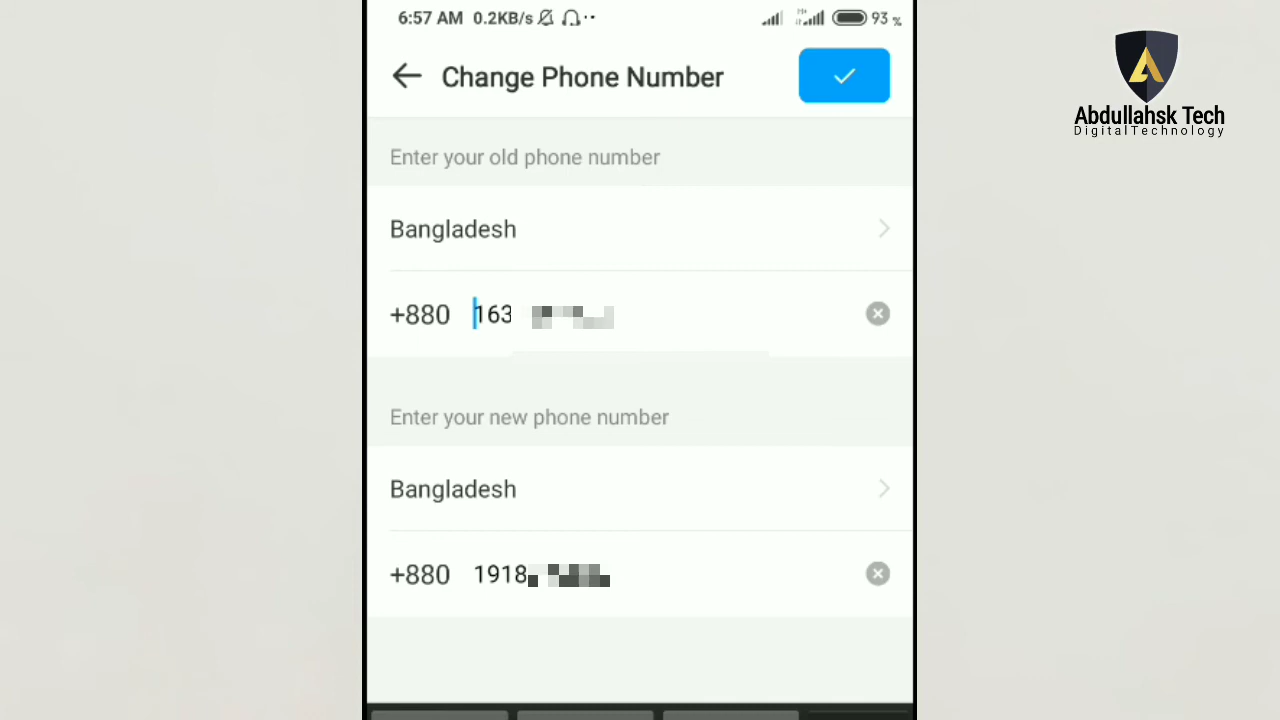 6:57 AM 0.2KB/s 93 %
Change Phone Number
Enter your old phone number
Bangladesh
+880 163
Enter your new phone number
Bangladesh
+880 1918
Abdullahsk Tech
DigitalTechnology